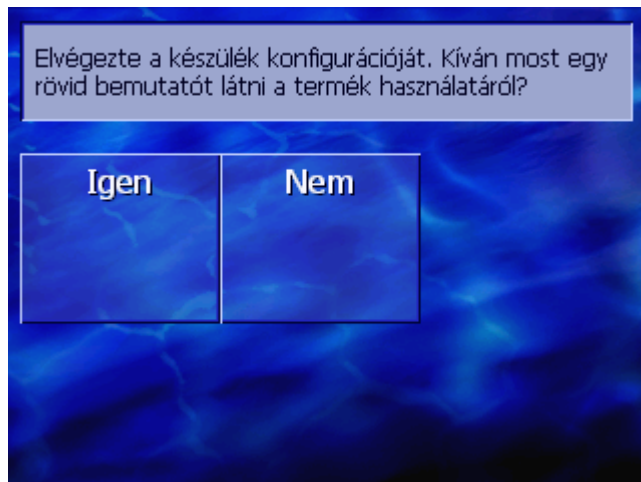 Elvégezte a készülék konfigurációját. Kíván most egy
rövid bemutatót látni a termék használatáról?
Igen
Nem